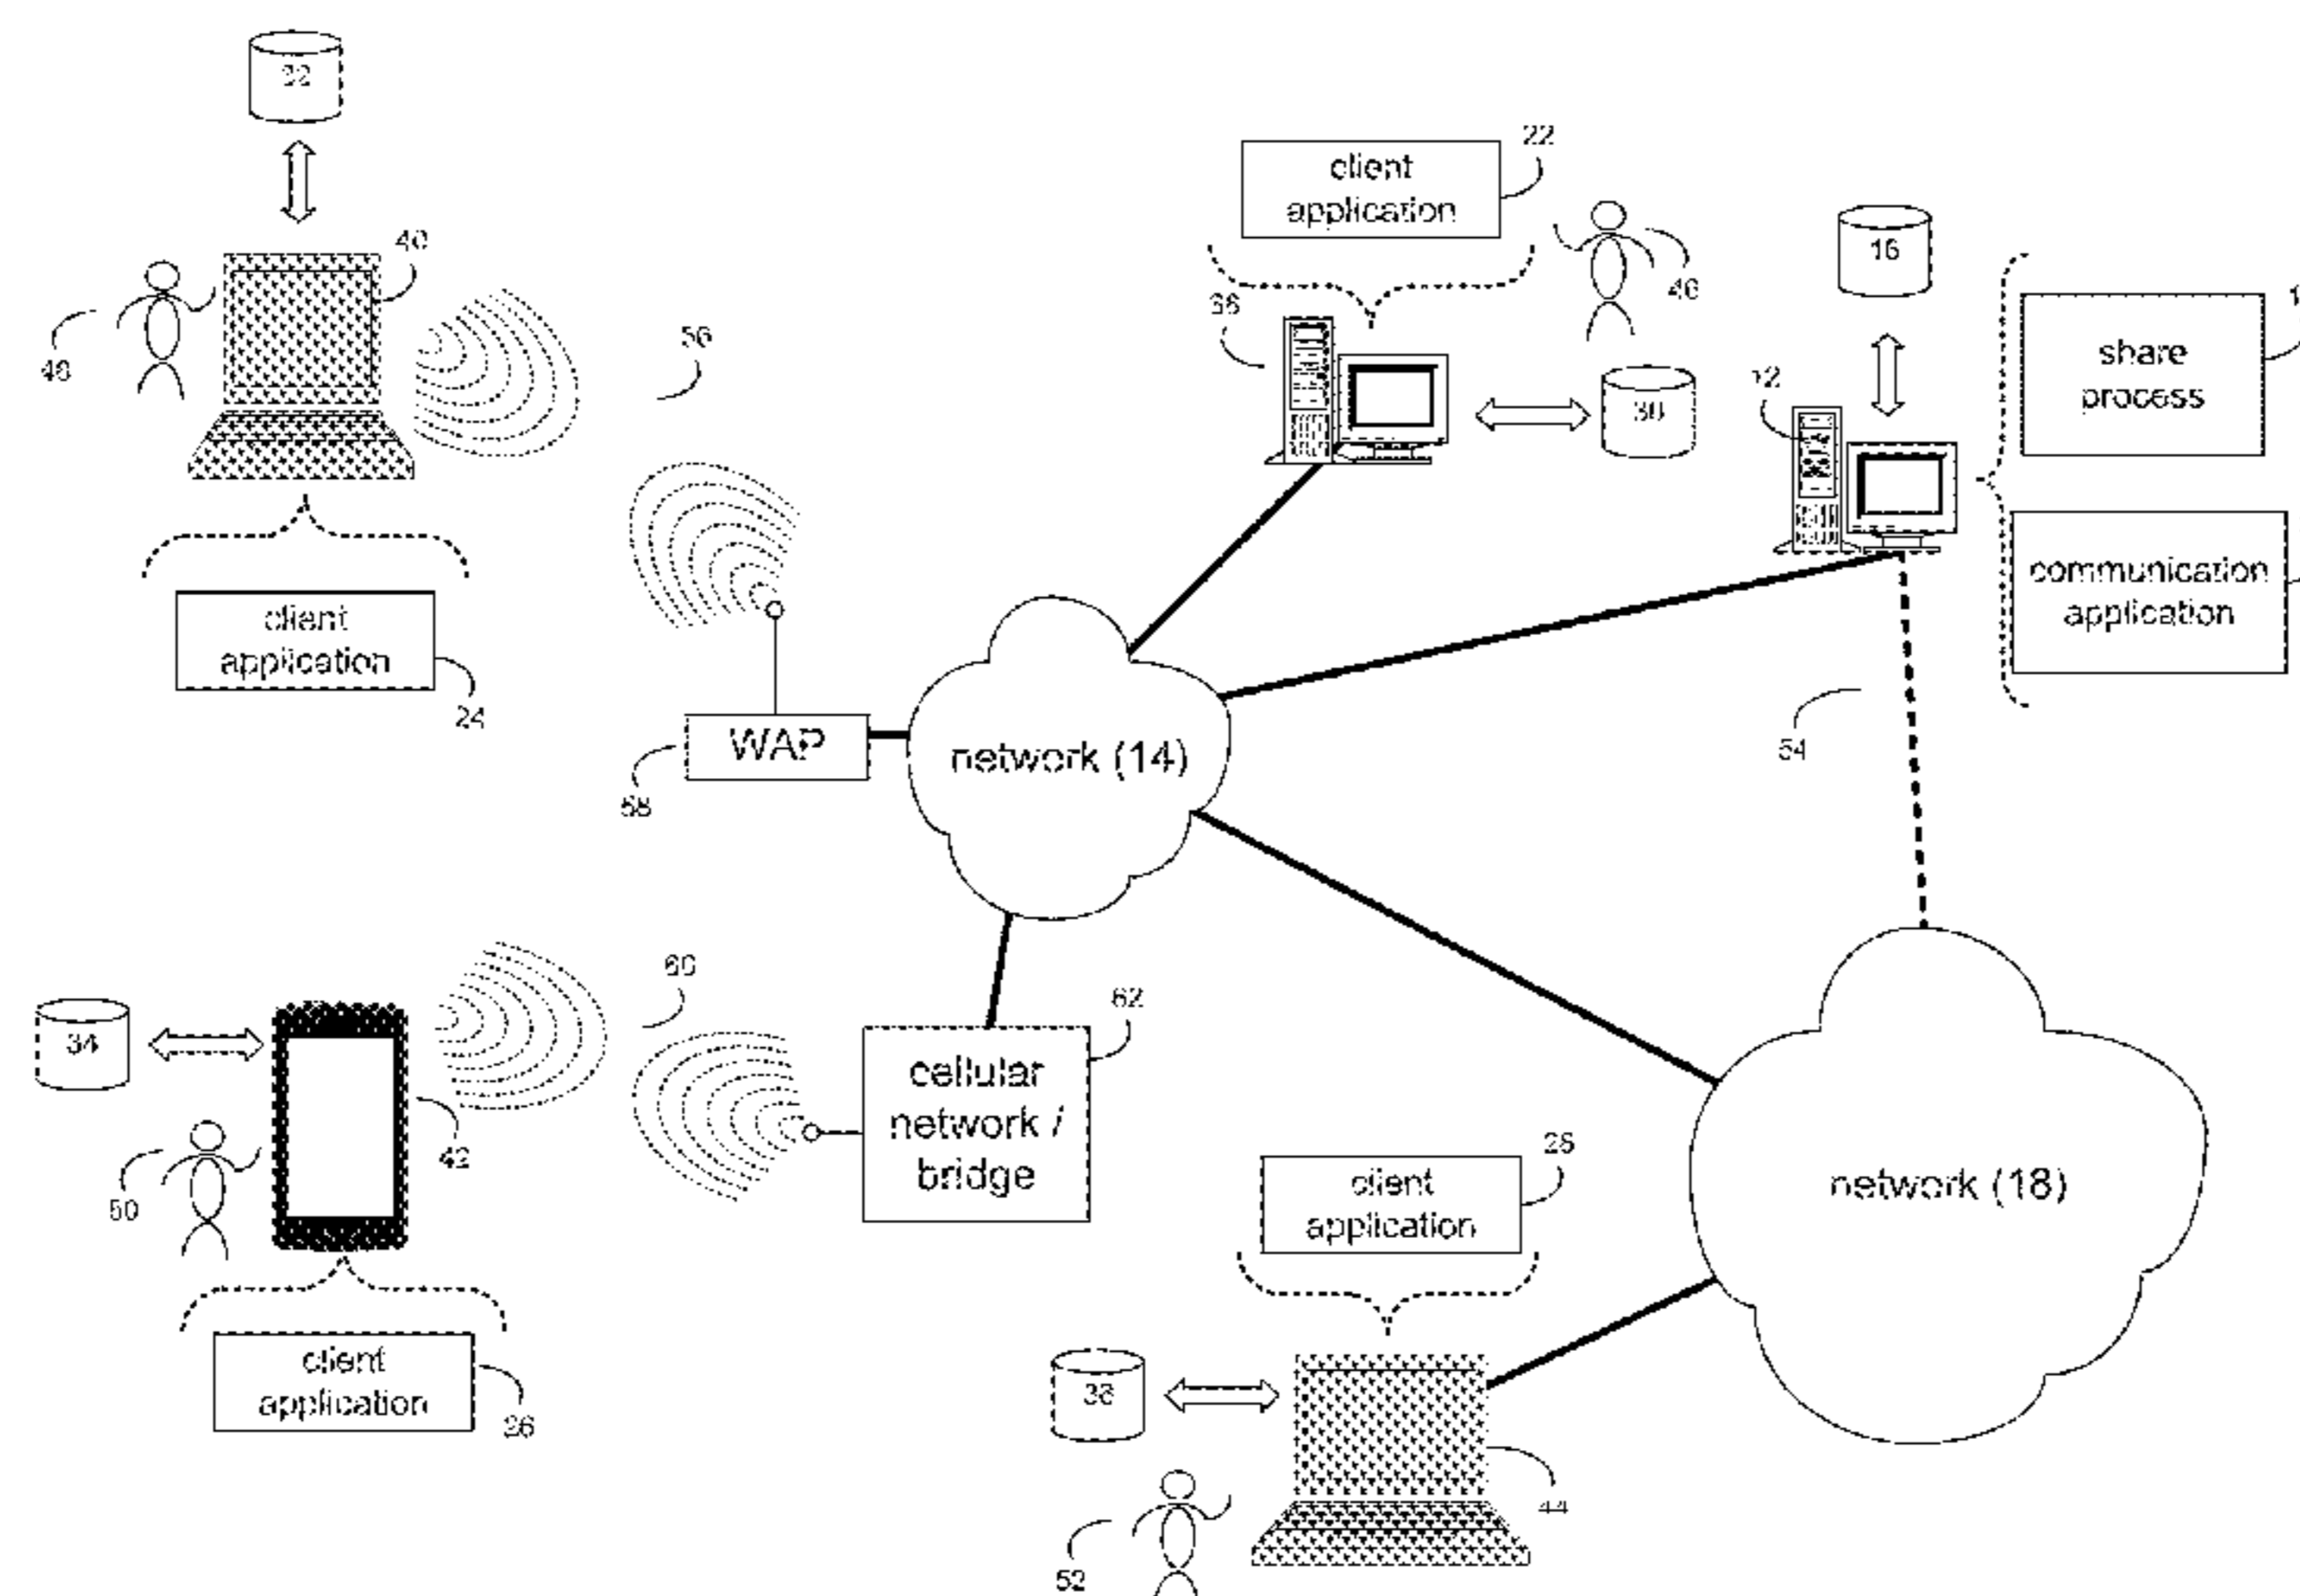 22
client
application
16
40
46
48
56
38
share
process
12
30
client
application
24
communication
application
WAP
58
network (14)
54
34
60
62
cellular
network /
bridge
42
50
28
client
application
network (18)
client
application
26
36
44
52